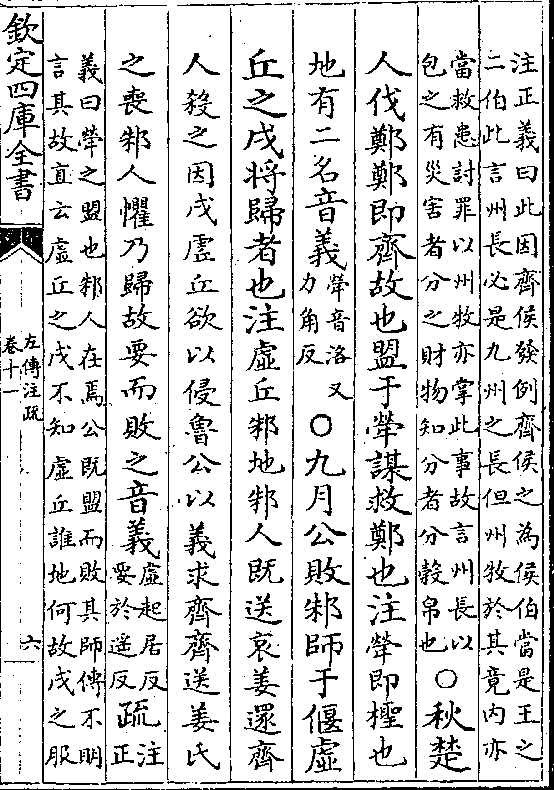 注正義曰此因齊侯發例齊侯之為侯伯當是王之
二伯此言州長必是九州之長但州牧於其竟内亦
當救患討罪以州牧亦掌此事故言州長以
包之有災害者分之財物知分者分榖帛也
○秋楚
人伐鄭鄭即齊故也盟于犖謀救鄭也注犖即檉也
地有二名音義
犖音洛又
力角反
○九月公敗邾師于偃虛
丘之戍將歸者也注虛丘邾地邾人既送哀姜還齊
人殺之因戍虛丘欲以侵魯公以義求齊齊送姜氏
之喪邾人懼乃歸故要而敗之音義
虛起居反
要於遥反
疏
注
正
義曰犖之盟也邾人在焉公既盟而敗其師傳不明
言其故直云虛丘之戍不知虛丘誰地何故戍之服
欽定四庫全書
左傳注疏
卷十一
六